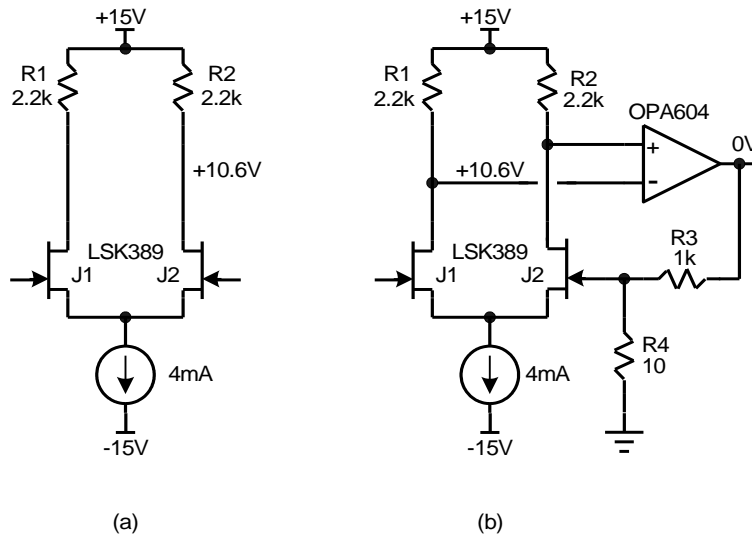 +15V
R1
2.2k
R2
2.2k
+10.6V
LSK389
J1
J2
4mA
-15V
(a)
+15V
R1
2.2k
R2
2.2k
OPA604
+
-
0V
+10.6V
LSK389
J1
J2
R3
1k
R4
10
4mA
-15V
(b)